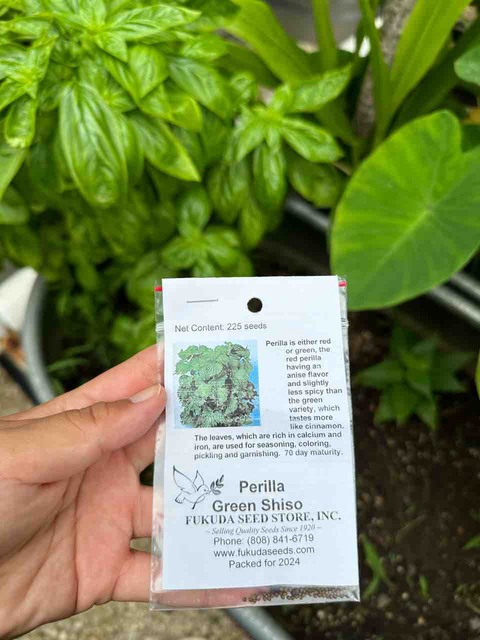 Net Content: 225 seeds
Perilla is either red
or green, the
red perilla
having an
anise flavor
and slightly
less spicy than
the green
variety, which
tastes more
like cinnamon.
The leaves, which are rich in calcium and
iron, are used for seasoning, coloring,
pickling and garnishing. 70 day maturity.
Perilla
Green Shiso
FUKUDA SEED STORE, INC.
~ Selling Quality Seeds Since 1920 ~
Phone: (808) 841-6719
www.fukudaseeds.com
Packed for 2024